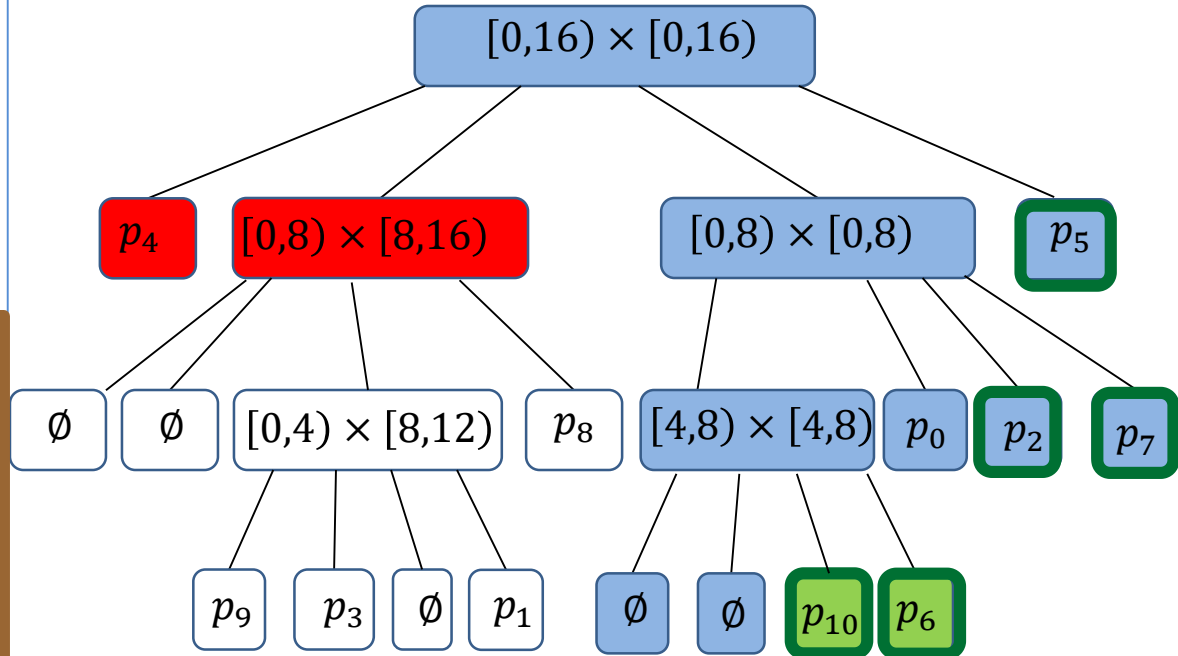 [0,16) × [0,16)
p₄ [0,8) × [8,16) [0,8) × [0,8) p₅
∅ ∅ [0,4) × [8,12) p₈ [4,8) × [4,8) p₀ p₂ p₇
p₉ p₃ ∅ p₁ ∅ ∅ p₁₀ p₆